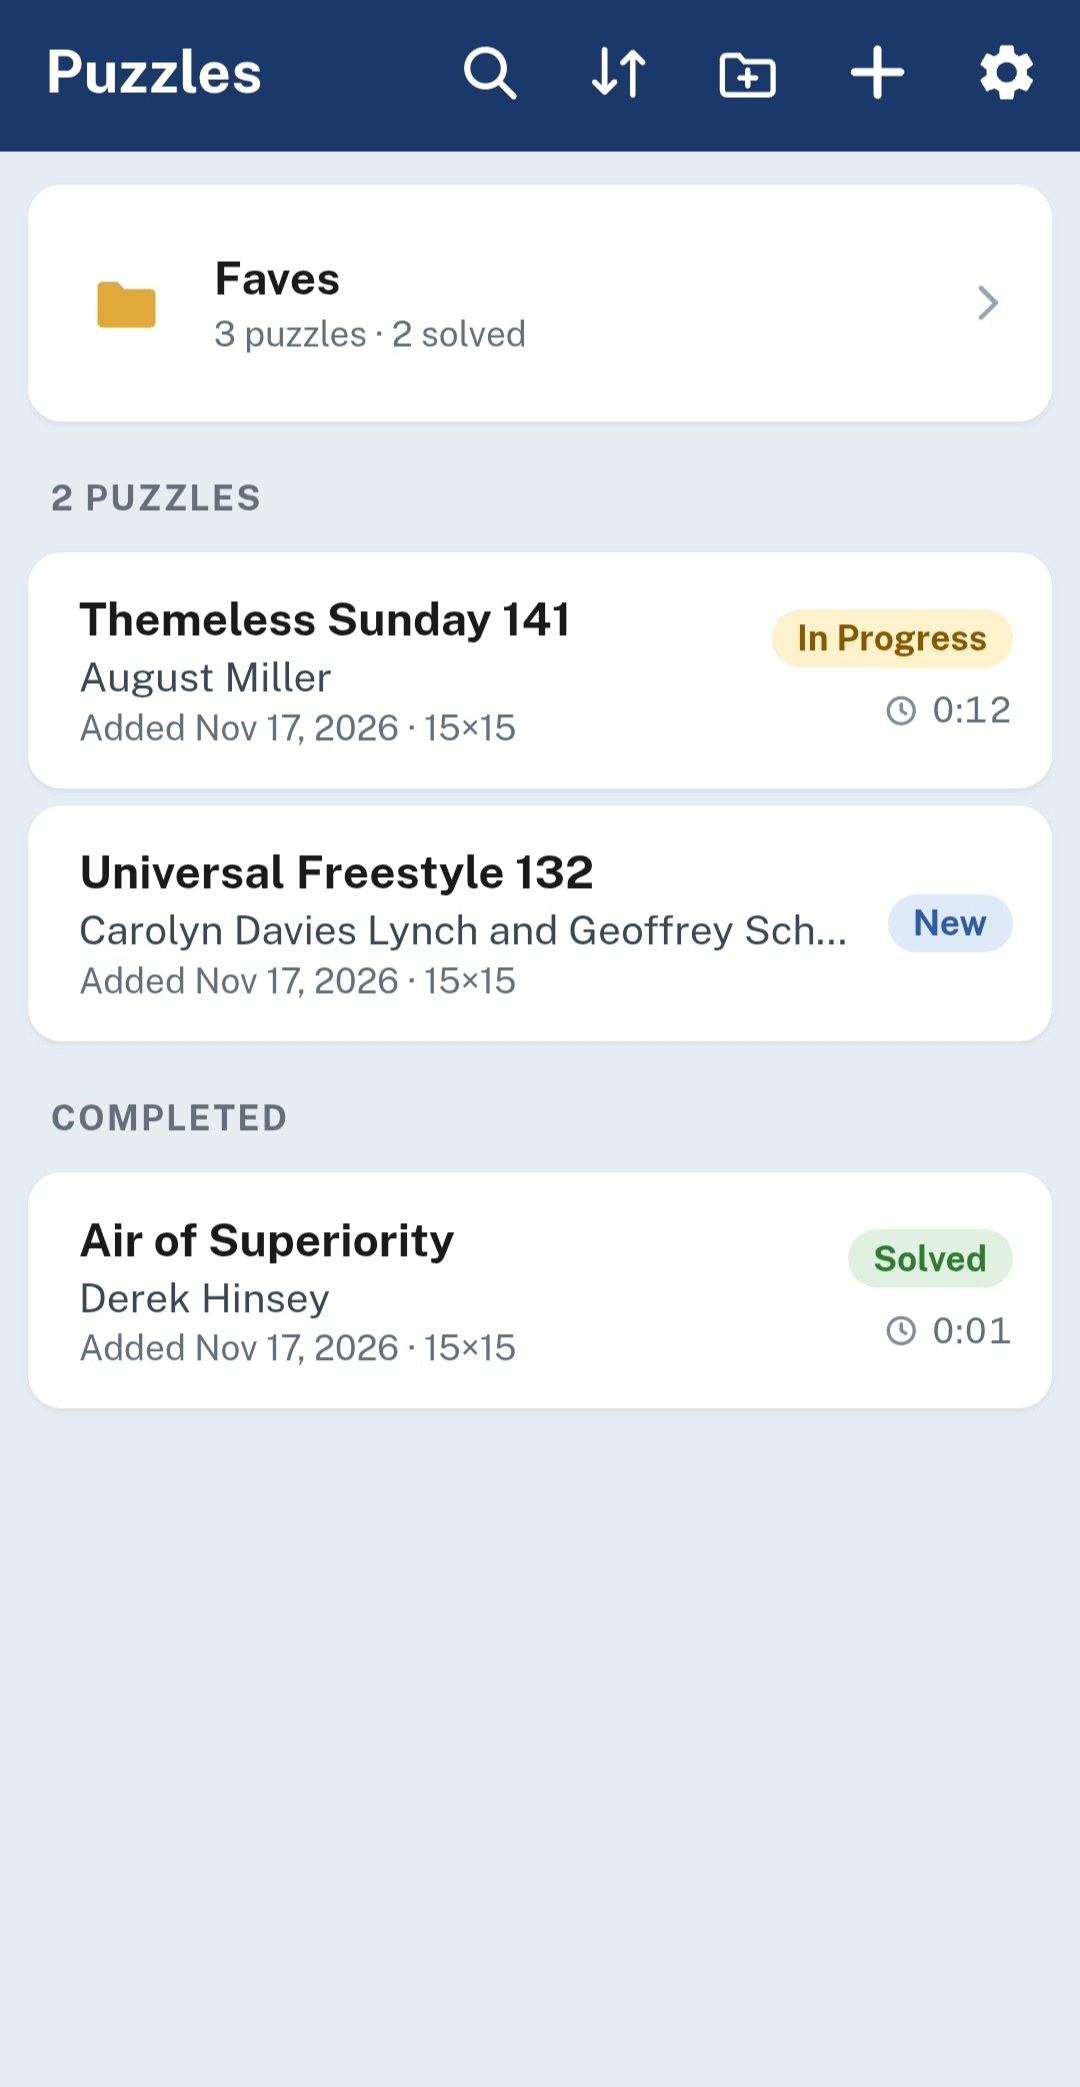 Puzzles
Faves
3 puzzles · 2 solved
2 PUZZLES
Themeless Sunday 141
In Progress
August Miller
0:12
Added Nov 17, 2026 · 15×15
Universal Freestyle 132
Carolyn Davies Lynch and Geoffrey Sch...
New
Added Nov 17, 2026 · 15×15
COMPLETED
Air of Superiority
Solved
Derek Hinsey
0:01
Added Nov 17, 2026 · 15×15